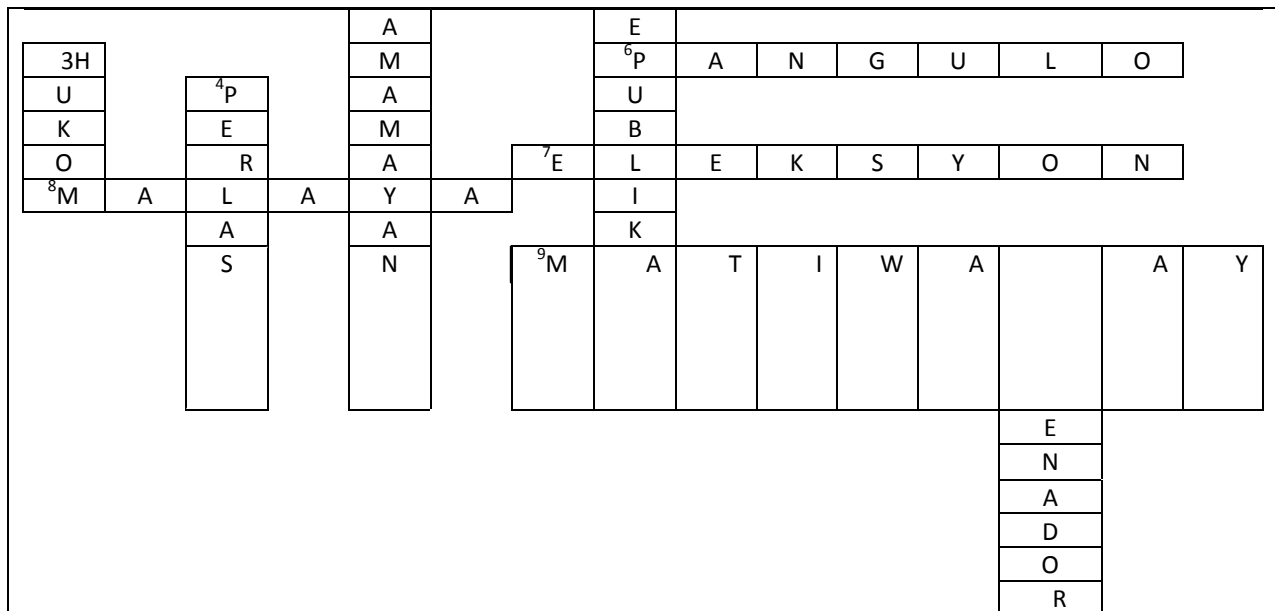 A E
3H M 6P A N G U L O
U 4P A U
K E M B
O R A 7E L E K S Y O N
8M A L A Y A I
A A K
S N 9M A T I W A A Y
E
N
A
D
O
R